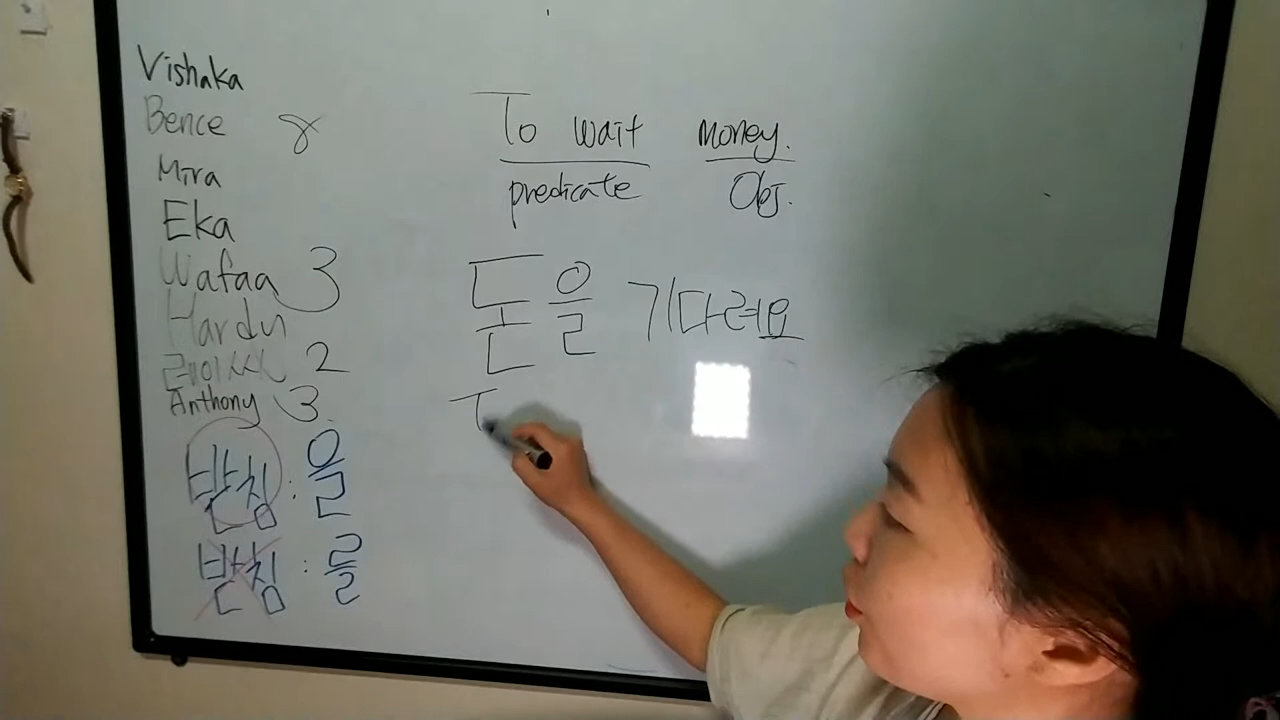 Vishaka
Bence 8
Mira
Eka
Wafaa 3
Hardu
레이씨 2
Anthony 3.
받침 : 을
받침 : 를
To wait money.
predicate Obj.
돈을 기다려요
T